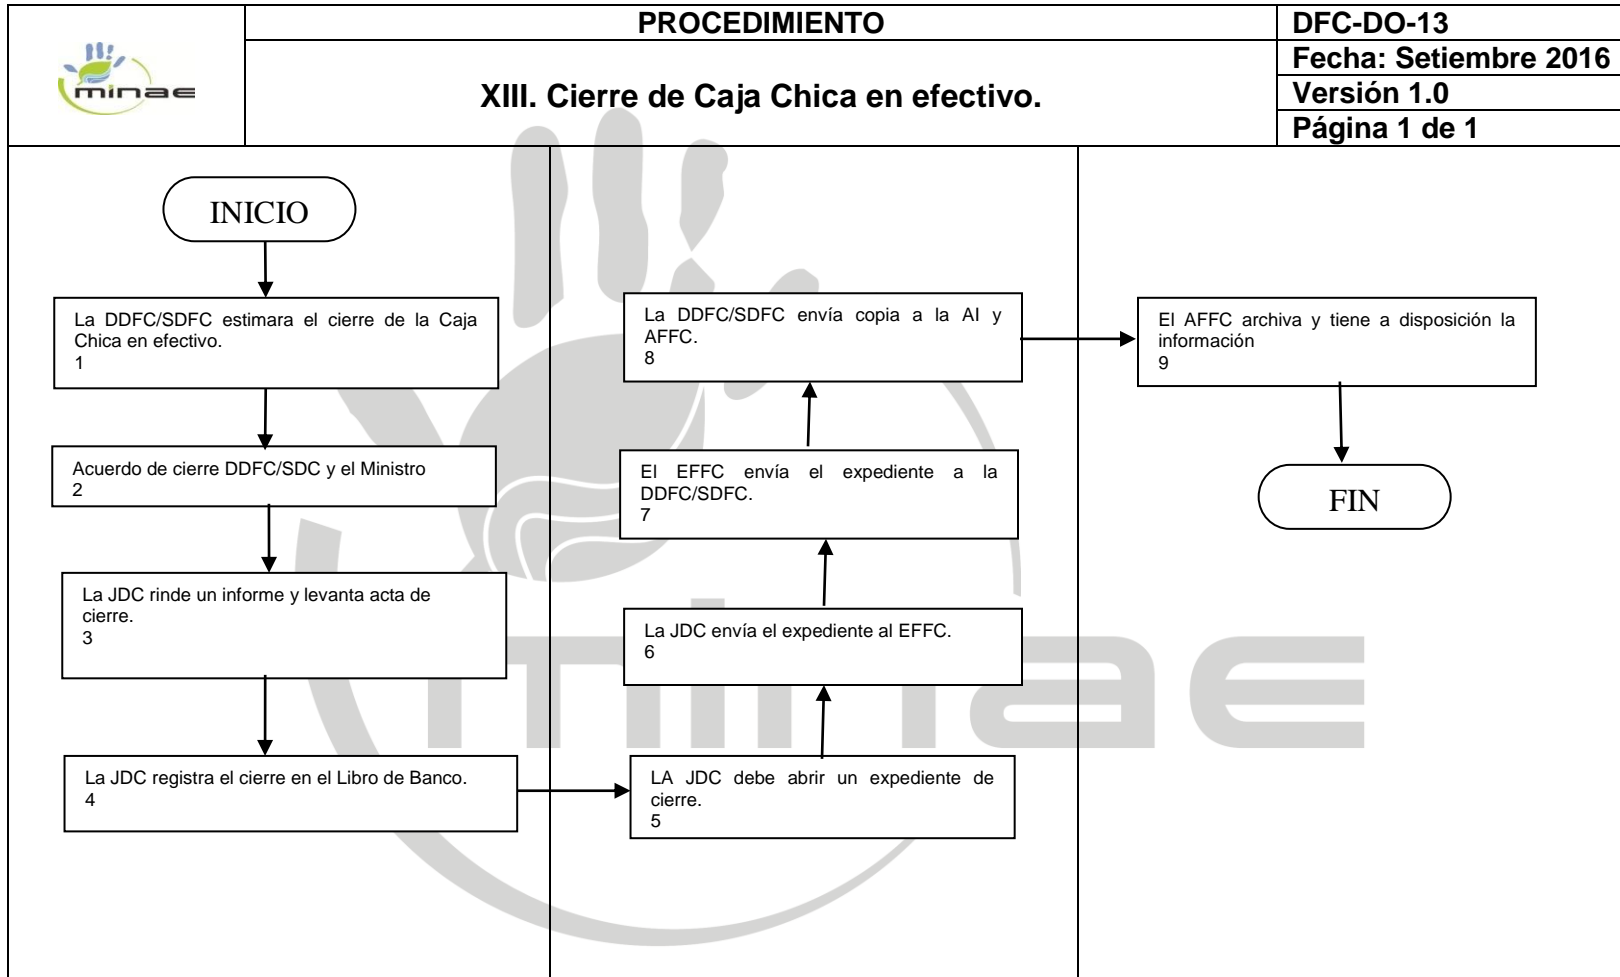 minae
PROCEDIMIENTO
XIII. Cierre de Caja Chica en efectivo.
DFC-DO-13
Fecha: Setiembre 2016
Versión 1.0
Página 1 de 1
INICIO
La DDFC/SDFC estimara el cierre de la Caja
Chica en efectivo.
1
Acuerdo de cierre DDFC/SDC y el Ministro
2
La JDC rinde un informe y levanta acta de
cierre.
3
La JDC registra el cierre en el Libro de Banco.
4
LA JDC debe abrir un expediente de
cierre.
5
La JDC envía el expediente al EFFC.
6
El EFFC envía el expediente a la
DDFC/SDFC.
7
La DDFC/SDFC envía copia a la AI y
AFFC.
8
El AFFC archiva y tiene a disposición la
información
9
FIN
minae